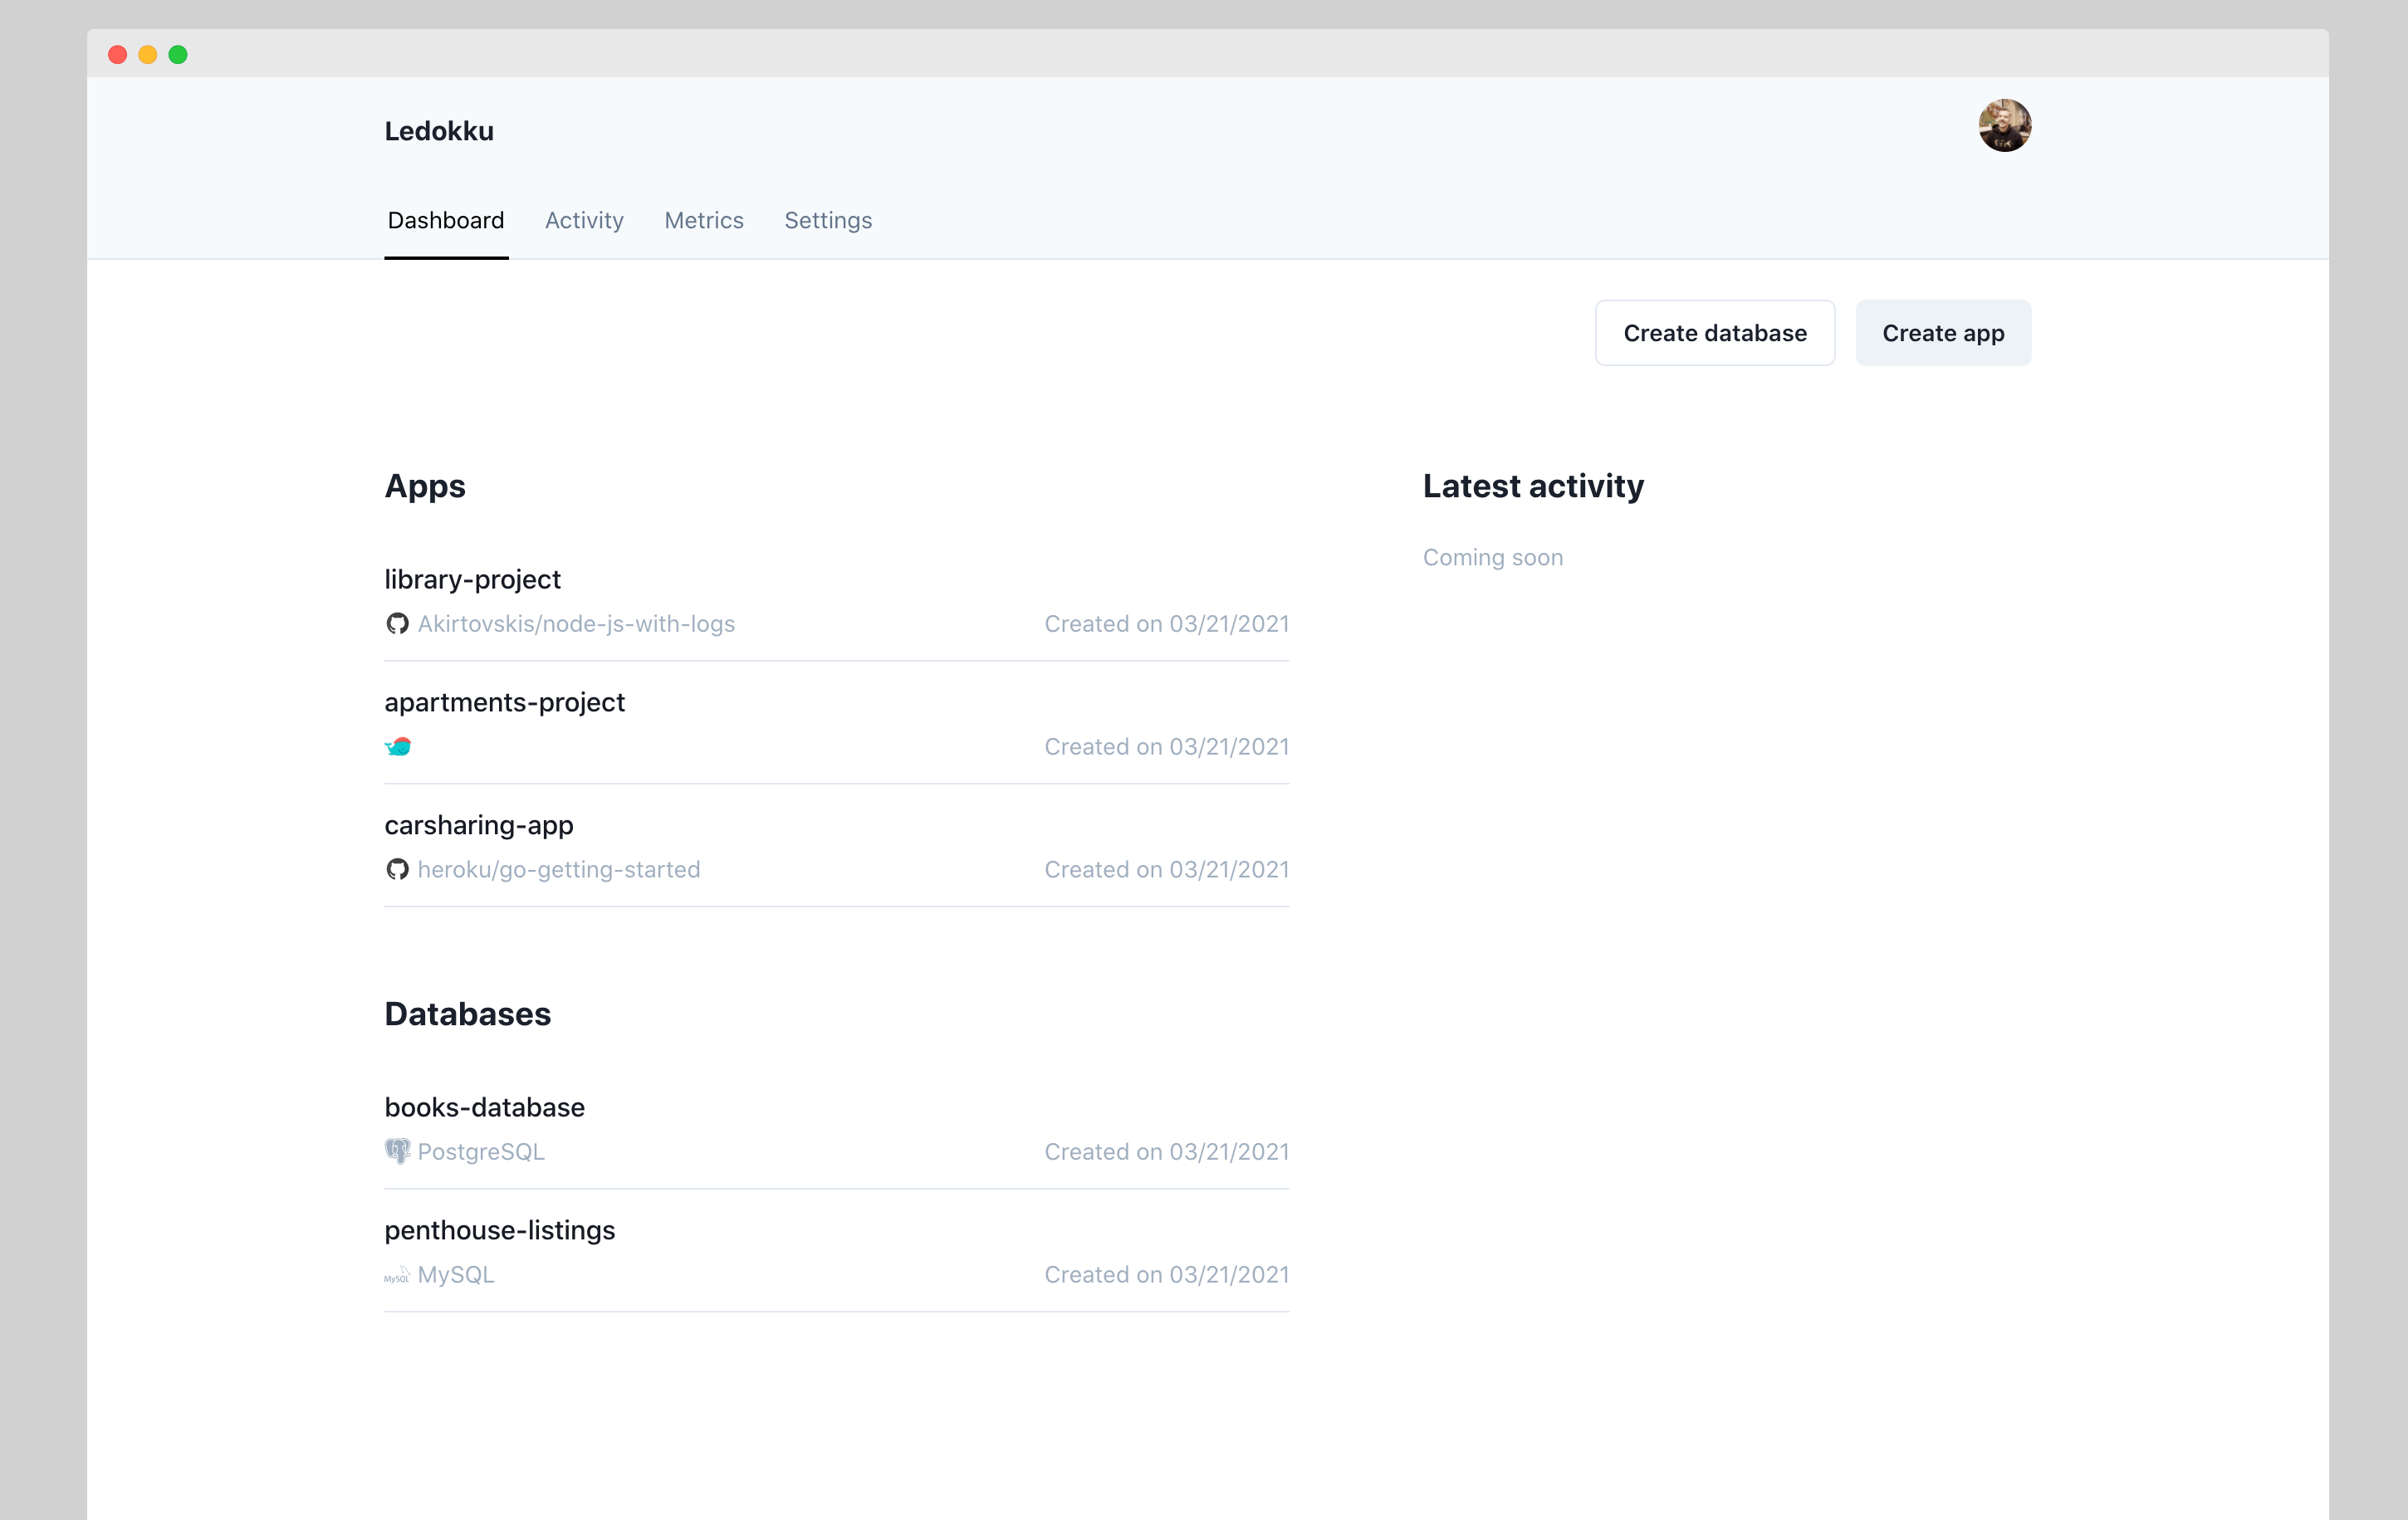 Ledokku
Dashboard Activity Metrics Settings
Create database Create app
Apps
library-project
Akirtovskis/node-js-with-logs Created on 03/21/2021
apartments-project
Created on 03/21/2021
carsharing-app
heroku/go-getting-started Created on 03/21/2021
Databases
books-database
PostgreSQL Created on 03/21/2021
penthouse-listings
MySQL MySQL Created on 03/21/2021
Latest activity
Coming soon